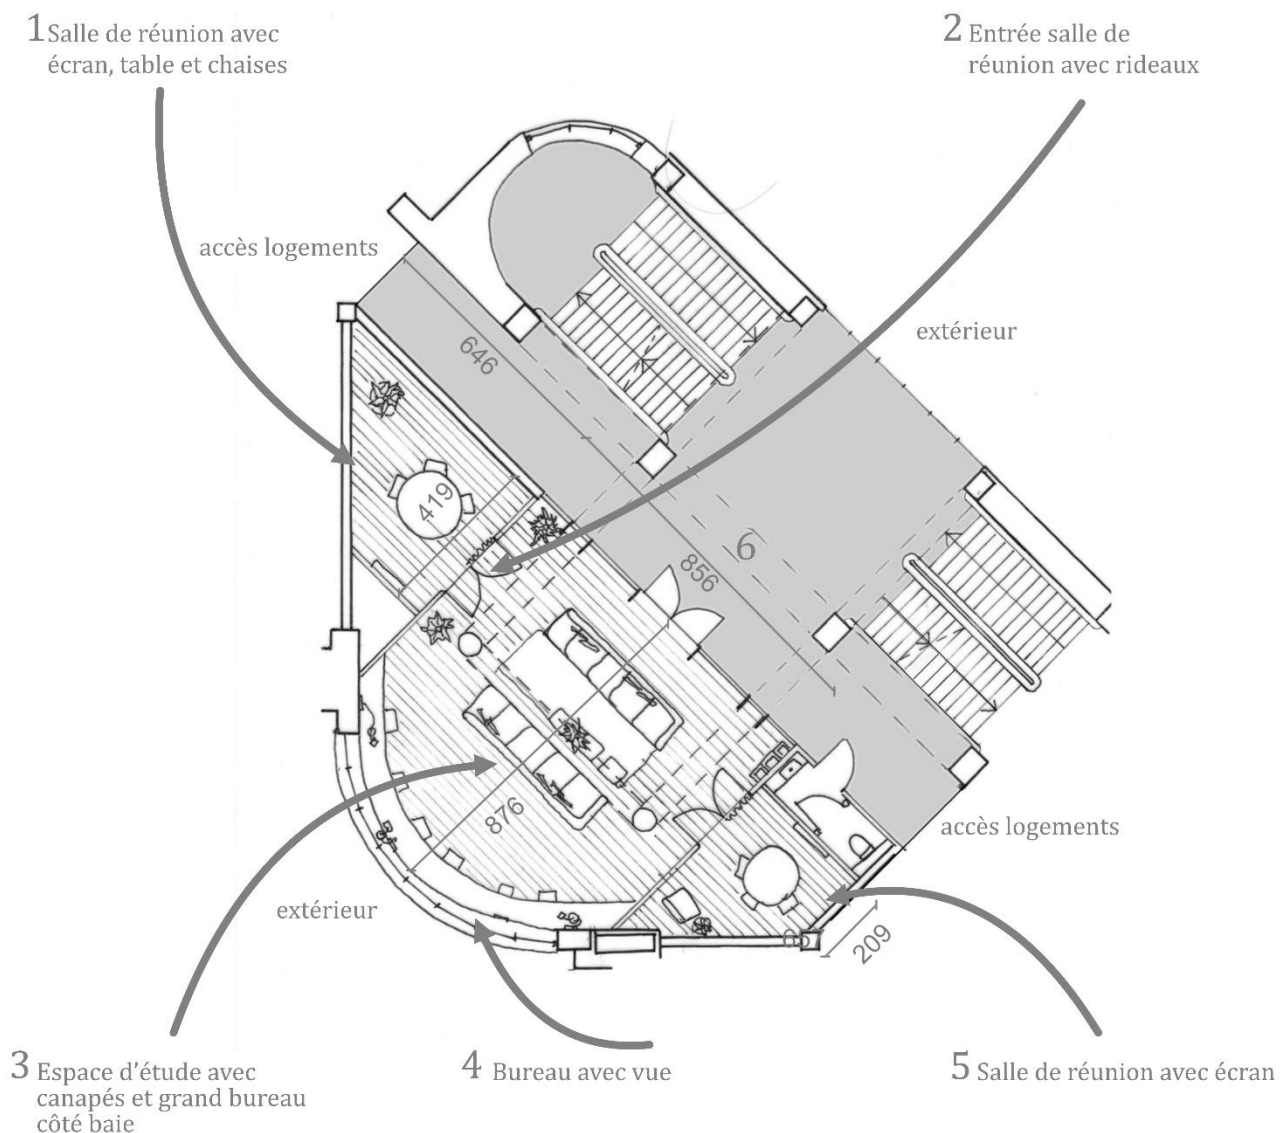 1 Salle de réunion avec
écran, table et chaises
2 Entrée salle de
réunion avec rideaux
accès logements
extérieur
646
419
6
856
876
accès logements
extérieur
209
3 Espace d'étude avec
canapés et grand bureau
côté baie
4 Bureau avec vue
5 Salle de réunion avec écran